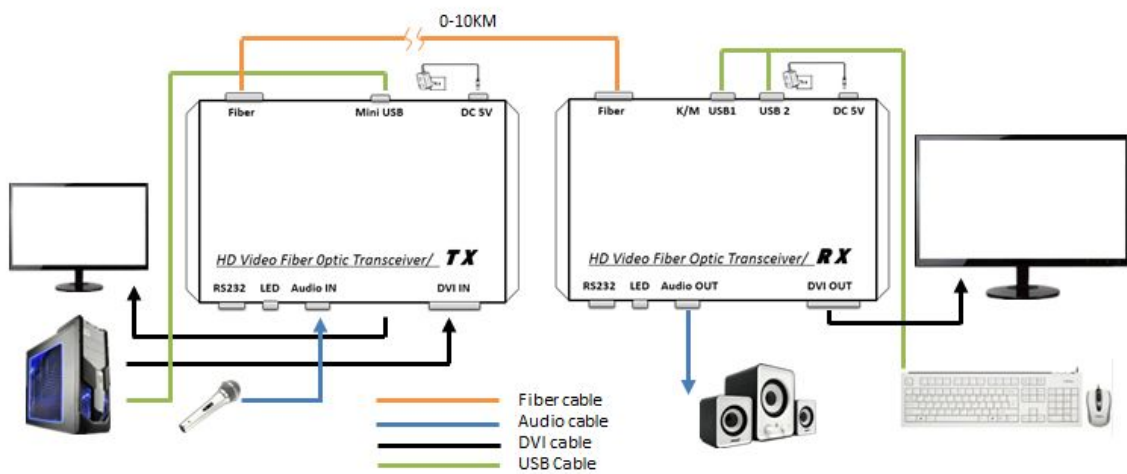 0-10KM
Fiber Mini USB DC 5V
Fiber K/M USB1 USB 2 DC 5V
HD Video Fiber Optic Transceiver/ TX
HD Video Fiber Optic Transceiver/ RX
RS232 LED Audio IN DVI IN
RS232 LED Audio OUT DVI OUT
Fiber cable
Audio cable
DVI cable
USB Cable